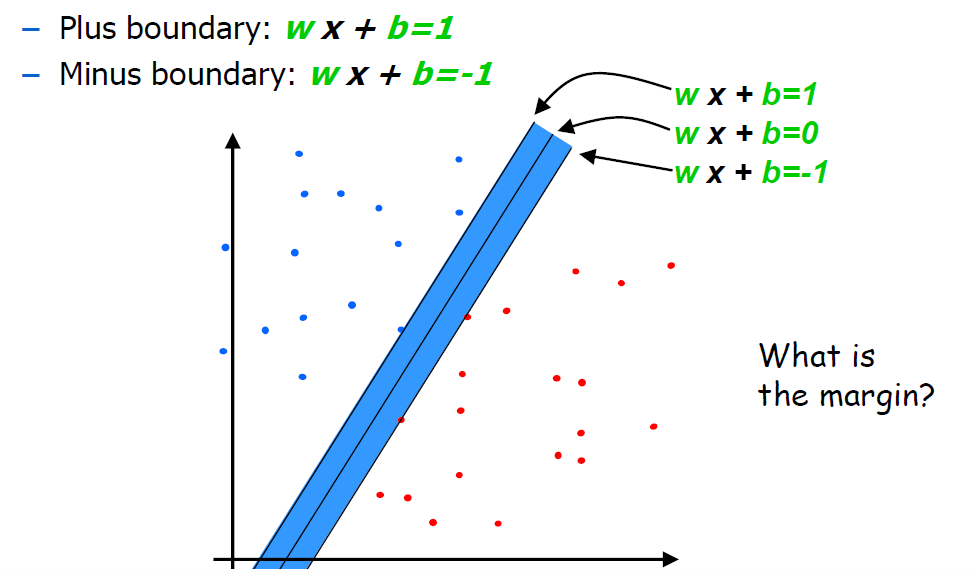 – Plus boundary: w x + b=1
– Minus boundary: w x + b=-1
w x + b=1
w x + b=0
w x + b=-1
What is
the margin?